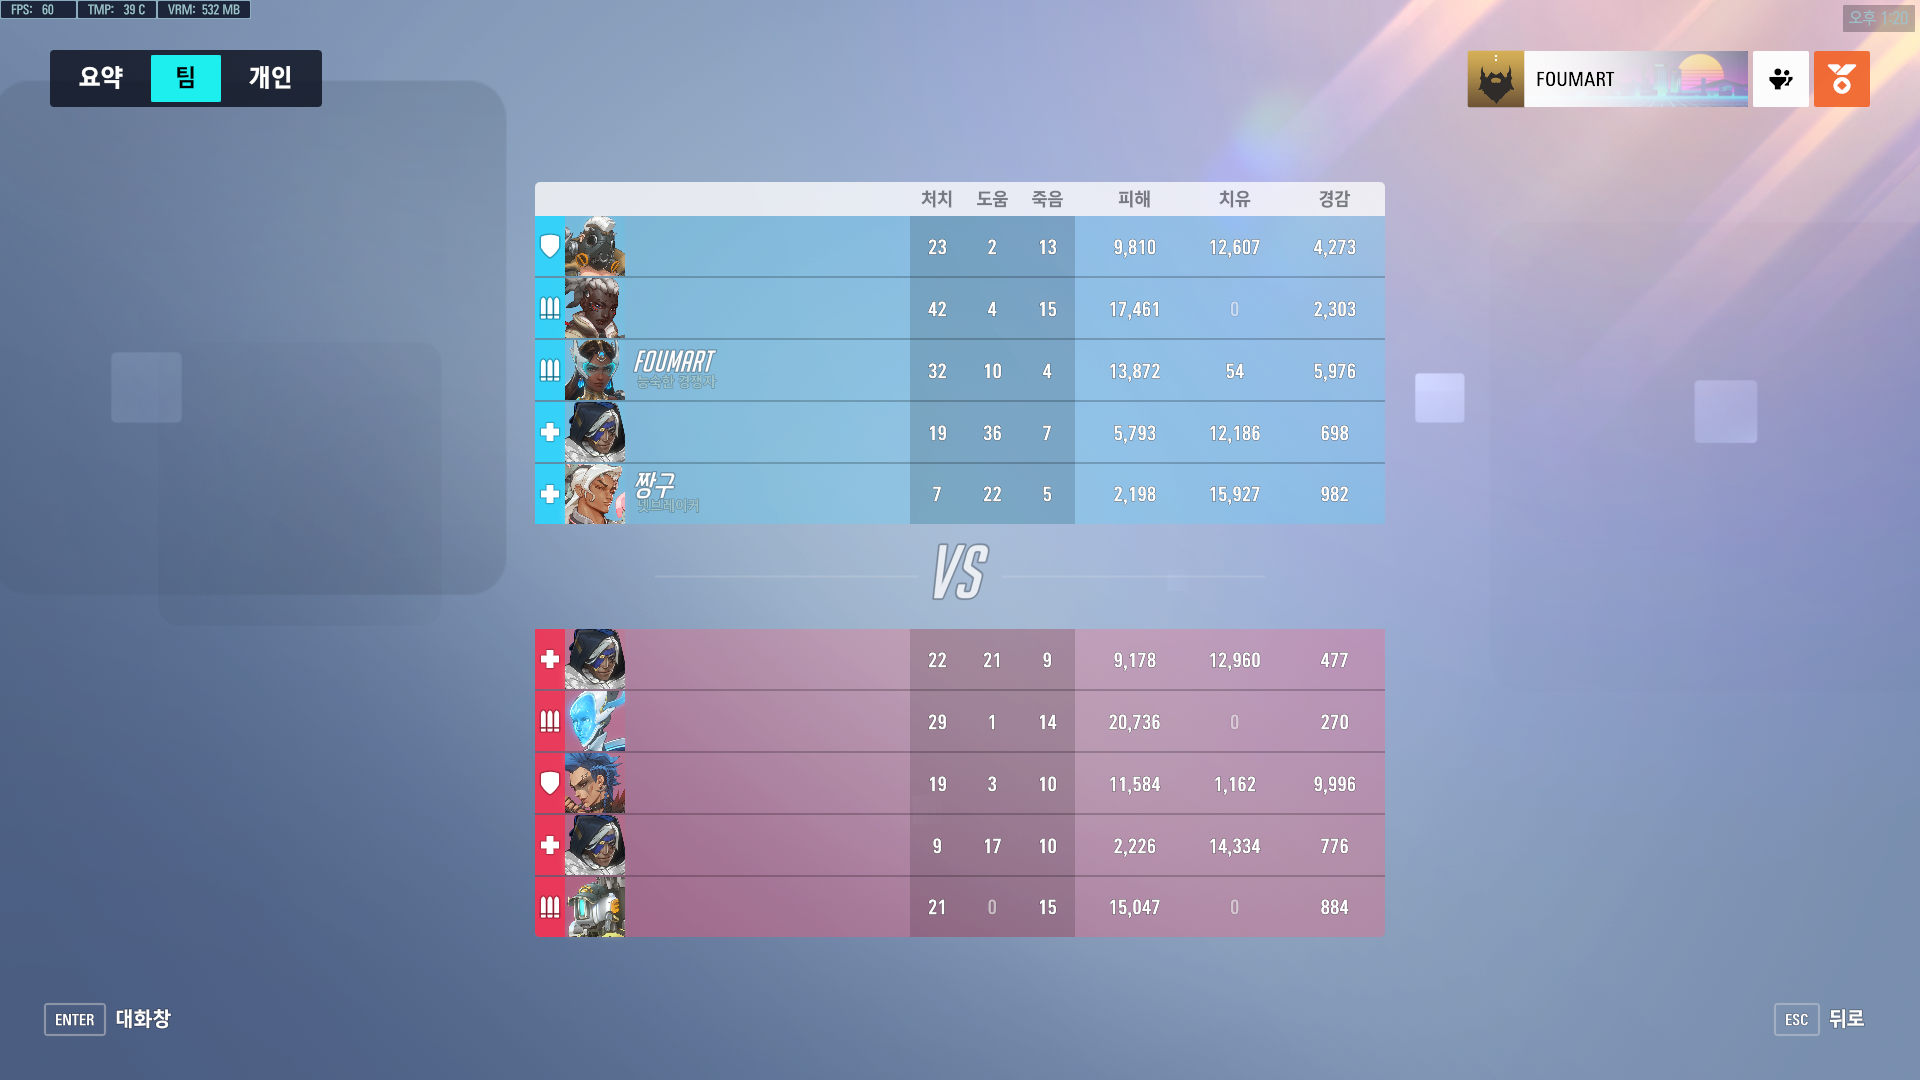 FPS: 60 TMP: 39 C VRM: 532 MB
오후 1:20
요약 팀 개인
FOUMART
처치 도움 죽음 피해 치유 경감
23 2 13 9,810 12,607 4,273
42 4 15 17,461 0 2,303
FOUMART
능숙한 경쟁자
32 10 4 13,872 54 5,976
19 36 7 5,793 12,186 698
짱구
넷브레이커
7 22 5 2,198 15,927 982
VS
22 21 9 9,178 12,960 477
29 1 14 20,736 0 270
19 3 10 11,584 1,162 9,996
9 17 10 2,226 14,334 776
21 0 15 15,047 0 884
ENTER 대화창
ESC 뒤로